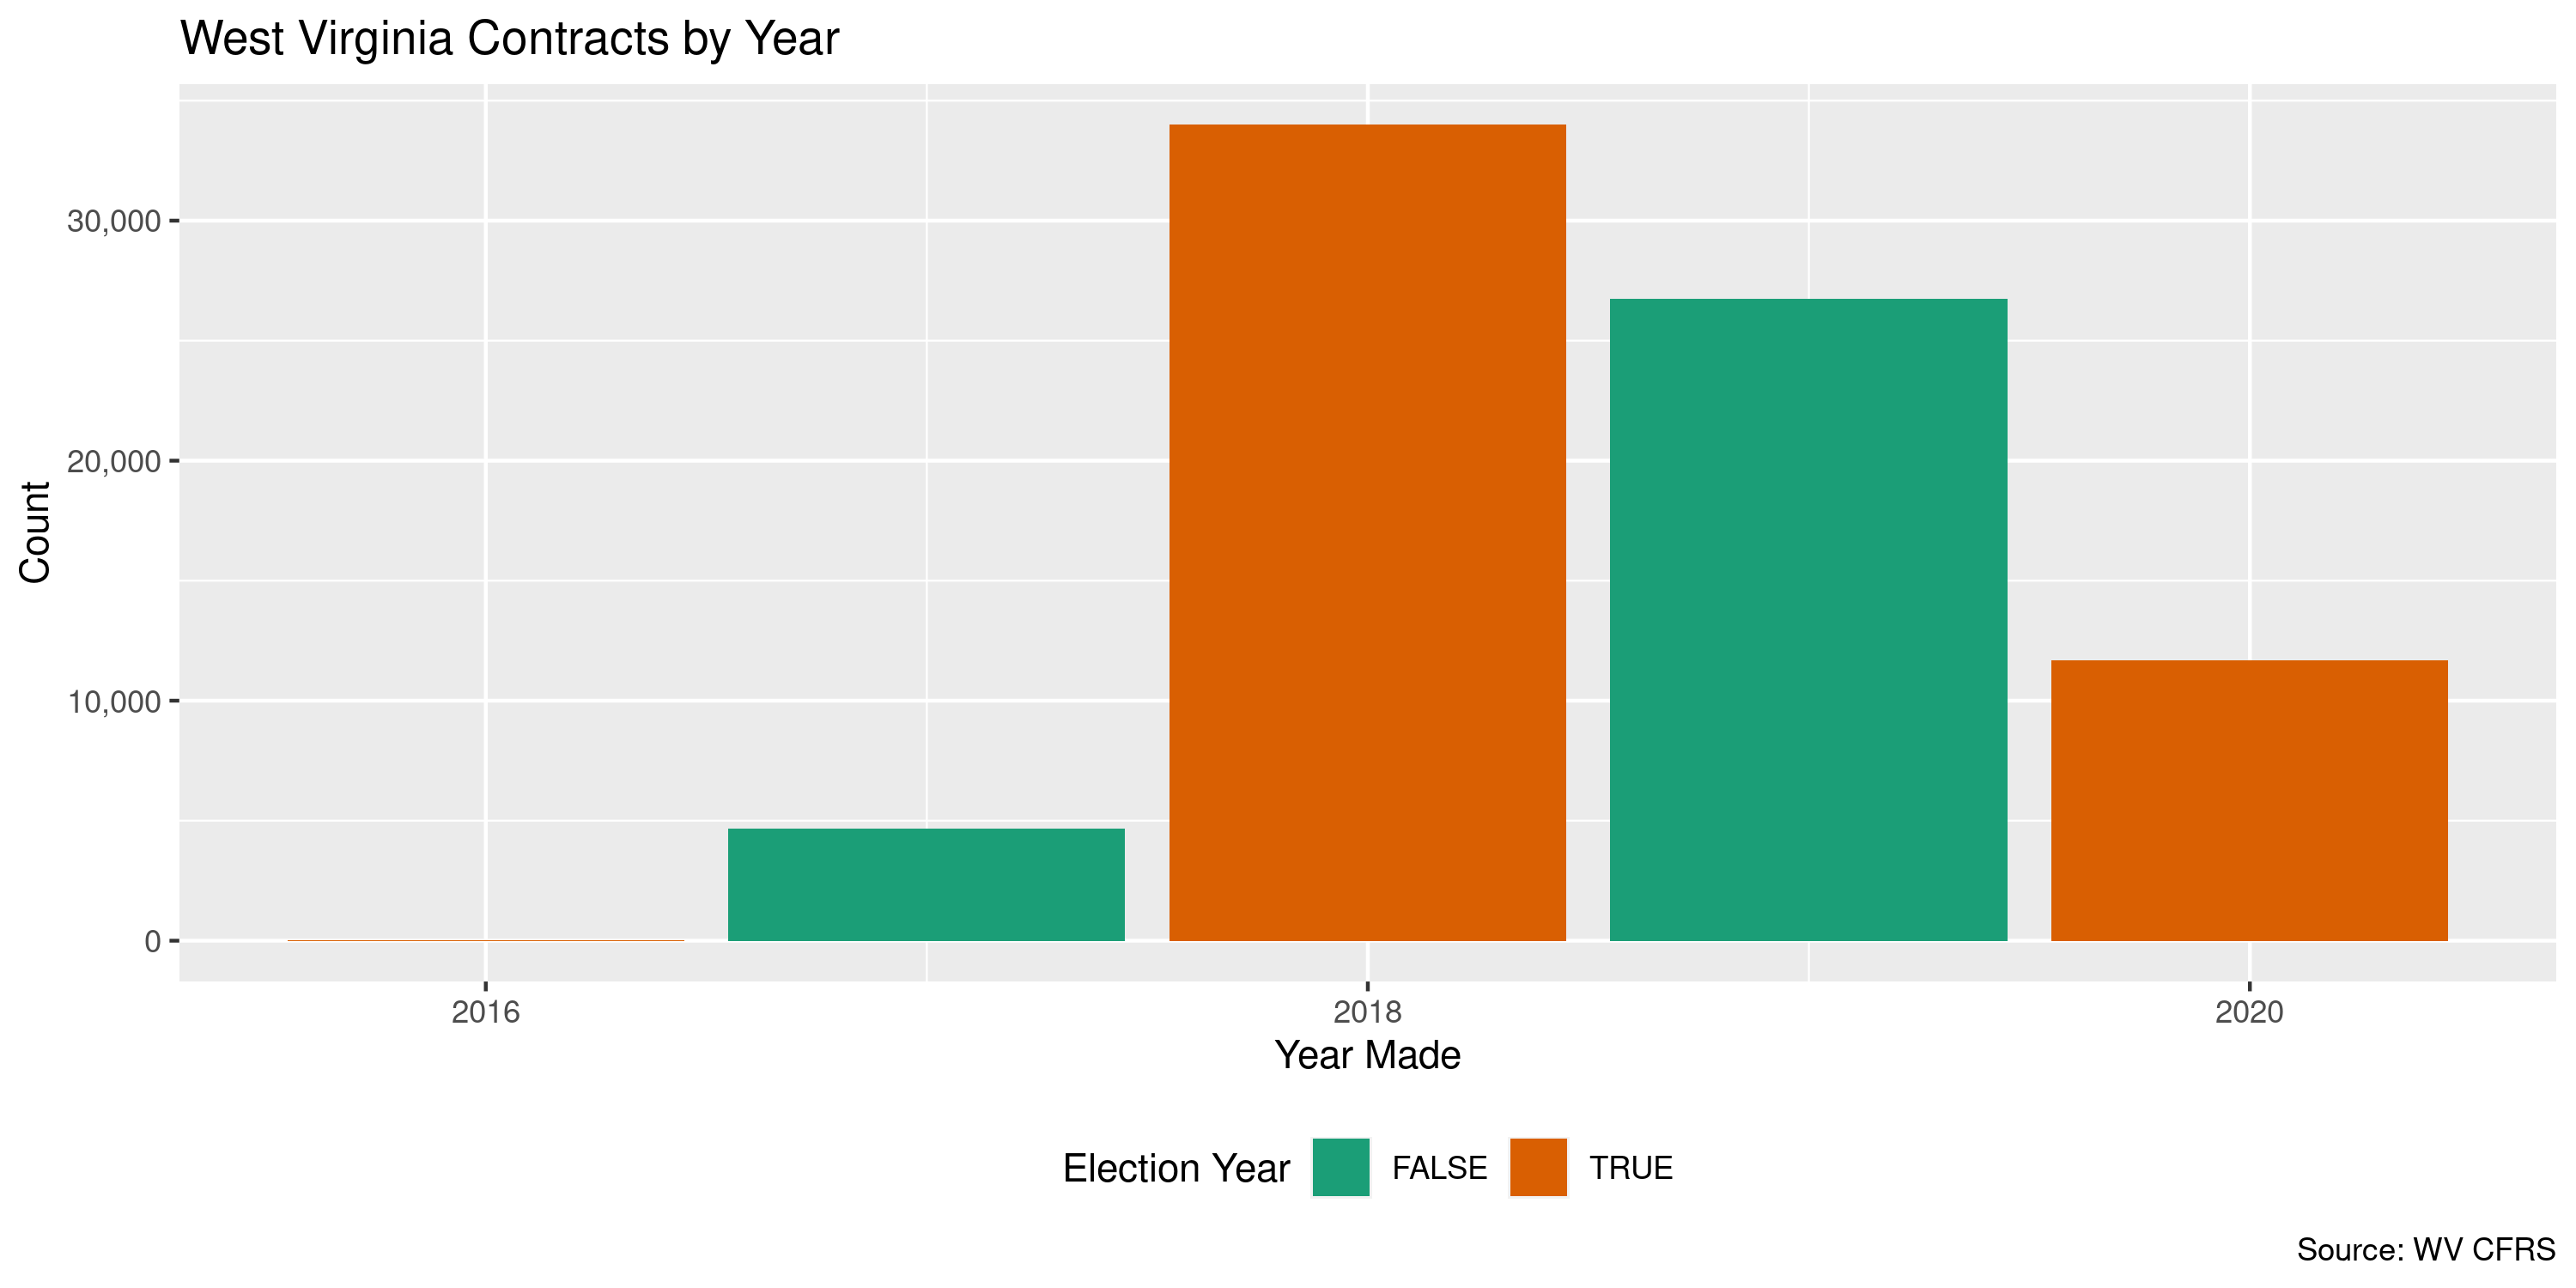 West Virginia Contracts by Year
Count
30,000
20,000
10,000
0
2016 2018 2020
Year Made
Election Year FALSE TRUE
Source: WV CFRS